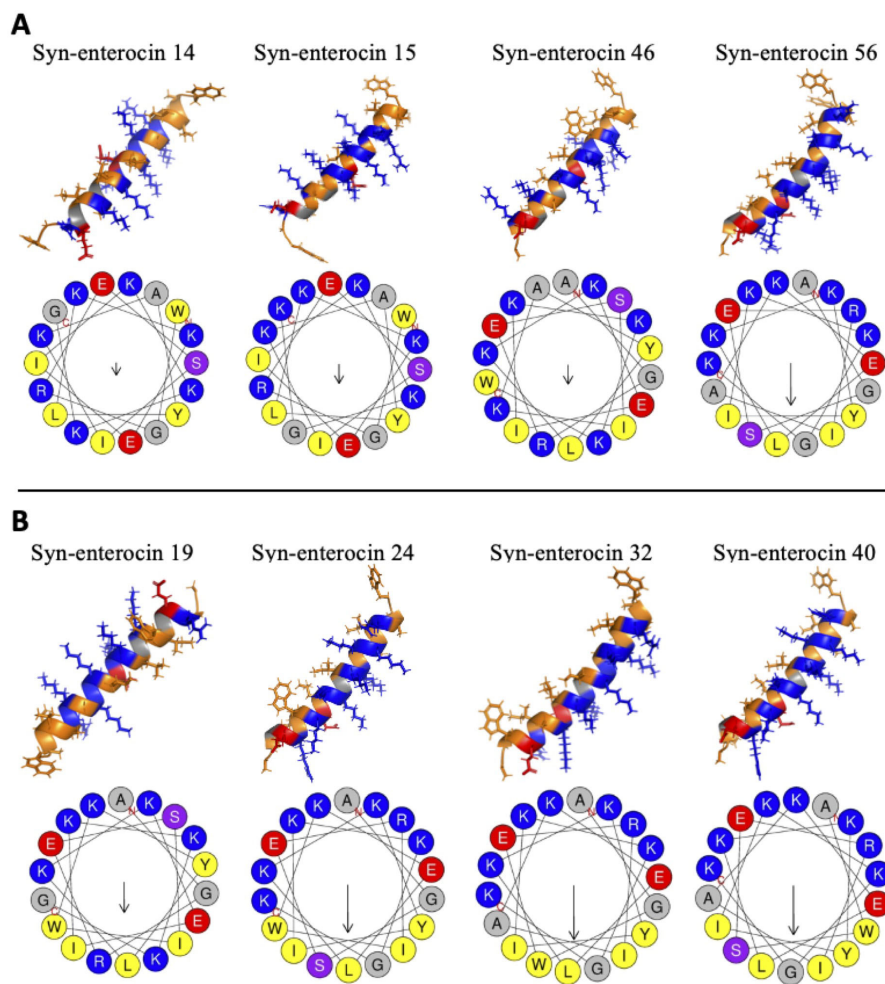 A
Syn-enterocin 14 Syn-enterocin 15 Syn-enterocin 46 Syn-enterocin 56
E K A W K S K Y G E I K L R I K G K N C
E K A W K S K Y G E I G L R I K K K N C
A K S K Y G E I K L R I K W K E K A N C
A K R K E G Y I G L S I A K K E K K N C
B
Syn-enterocin 19 Syn-enterocin 24 Syn-enterocin 32 Syn-enterocin 40
A K S K Y G E I K L R I W G K E K K N C
A K R K E G Y I G L S I W K K E K K N C
A K R K E G Y I G L W I A K K E K K N C
K A K R K E W Y I G L S I A K K E K N C